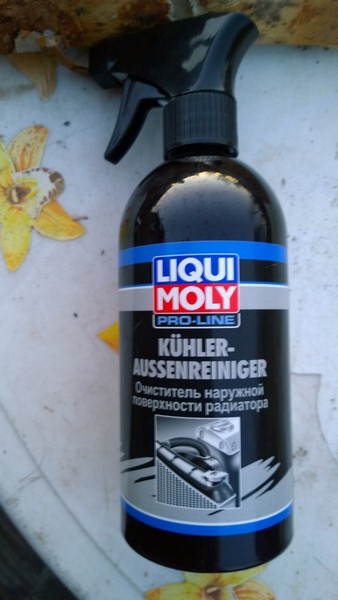 LIQUI
MOLY
PRO-LINE
KÜHLER-
AUSSENREINIGER
Очиститель наружной
поверхности радиатора